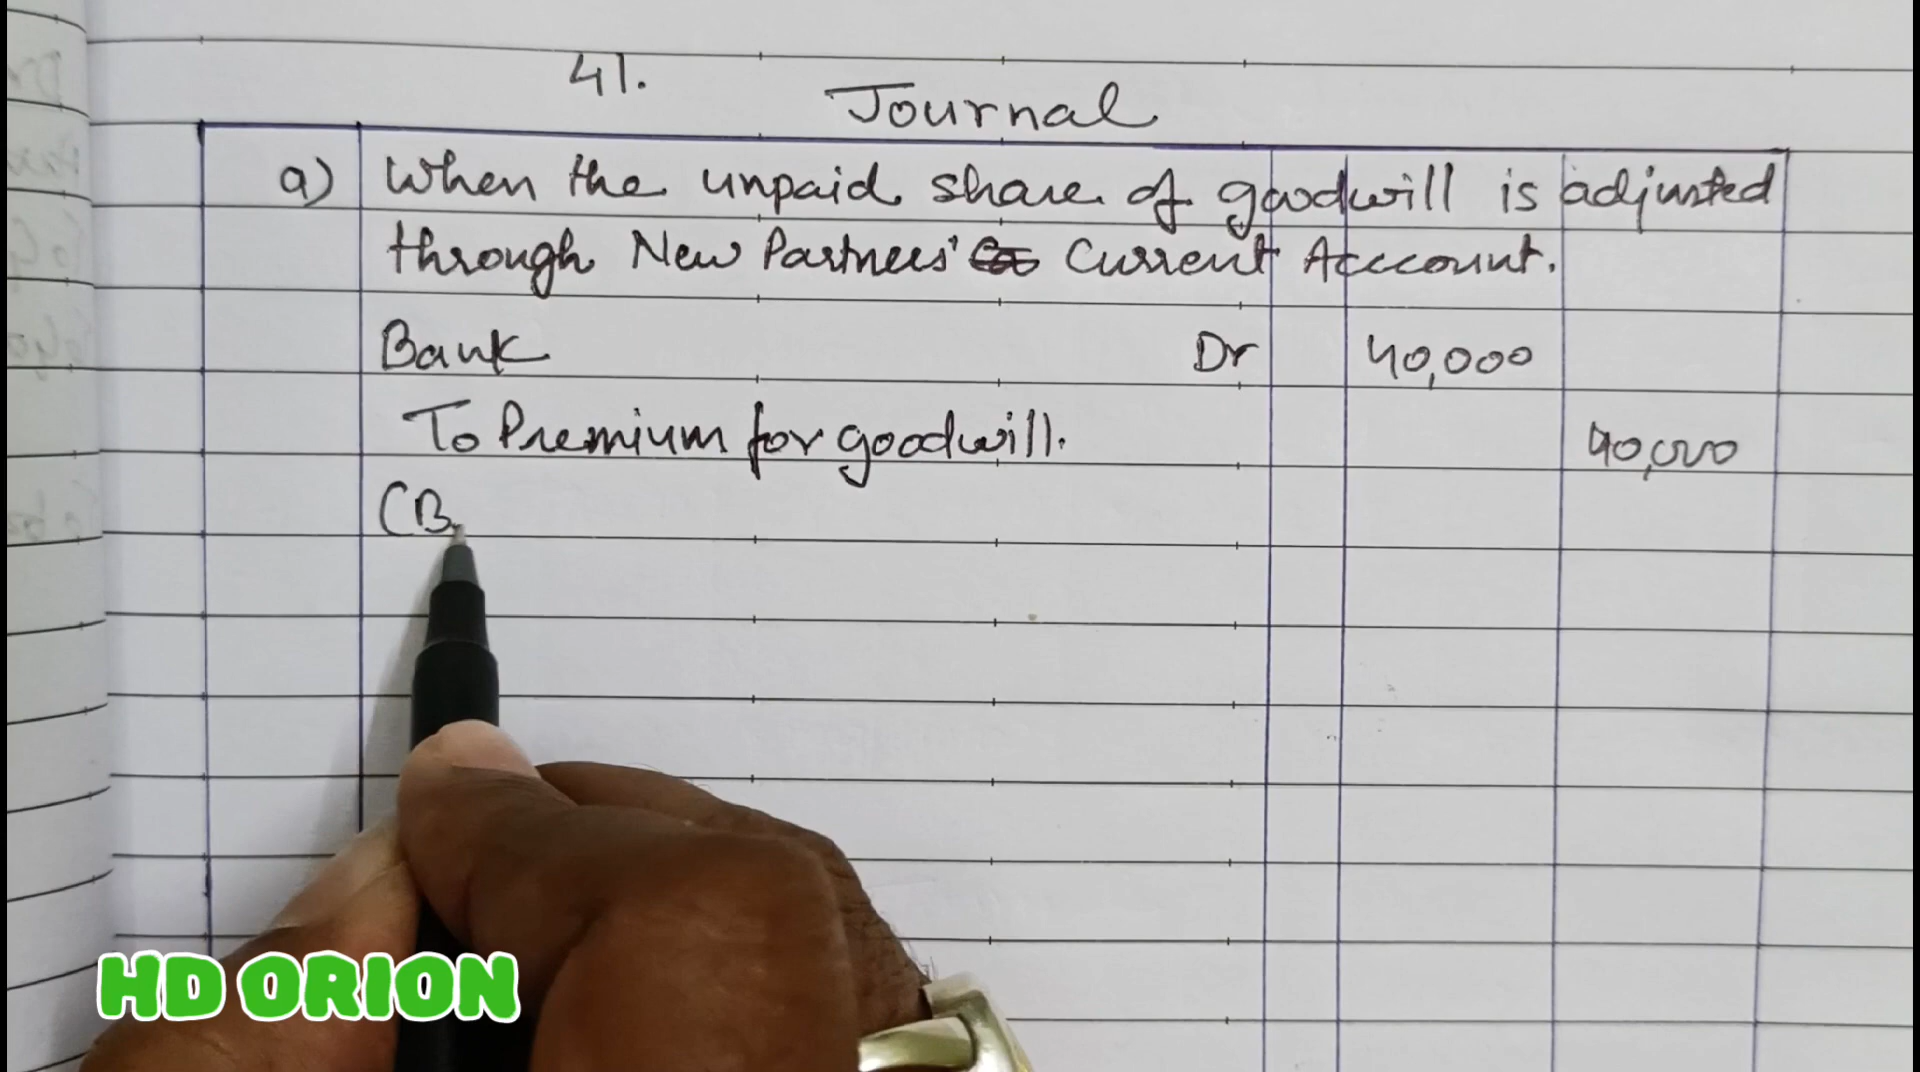 41.
Journal
a) When the unpaid share of goodwill is adjusted
through New Partners' Current Acccount.
Bank Dr 40,000
To Premium for goodwill. 40,000
(B
HD ORION